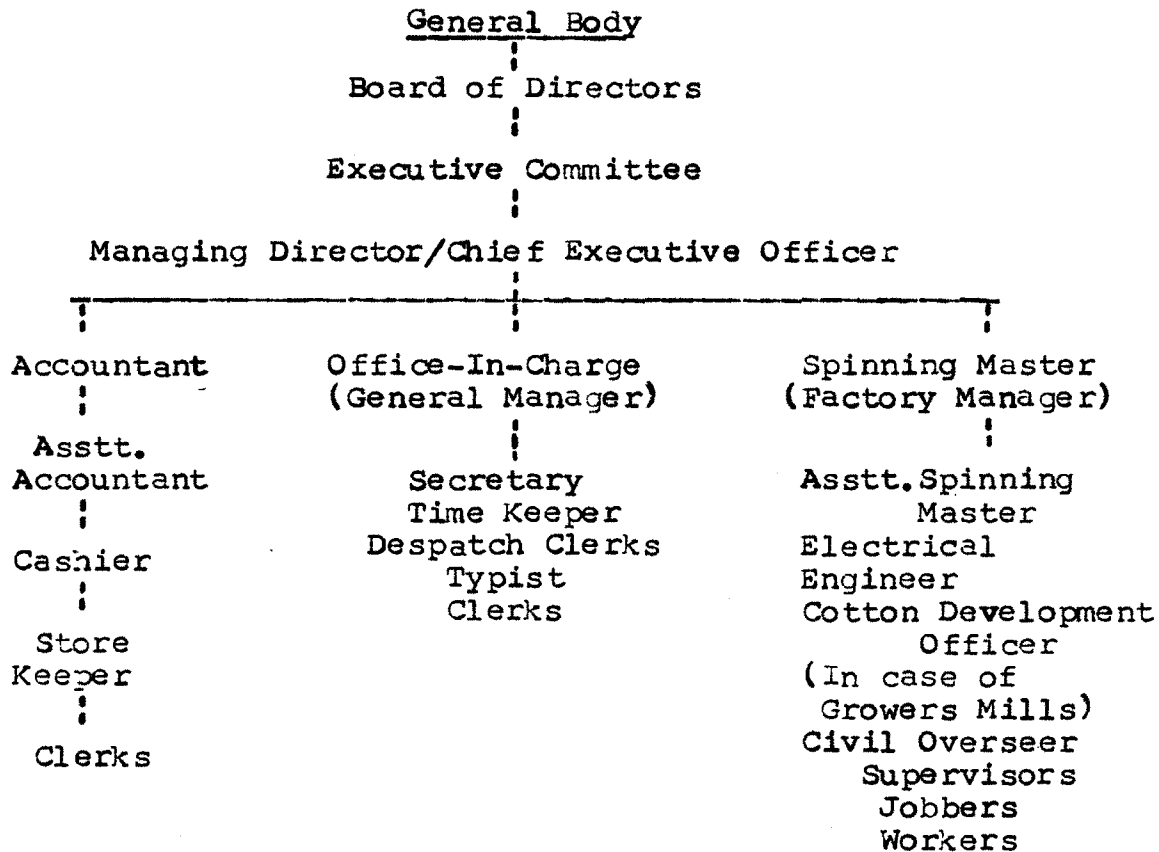 General Body
Board of Directors
Executive Committee
Managing Director/Chief Executive Officer
Accountant
Asstt.
Accountant
Cashier
Store
Keeper
Clerks
Office-In-Charge
(General Manager)
Secretary
Time Keeper
Despatch Clerks
Typist
Clerks
Spinning Master
(Factory Manager)
Asstt.Spinning
Master
Electrical
Engineer
Cotton Development
Officer
(In case of
Growers Mills)
Civil Overseer
Supervisors
Jobbers
Workers